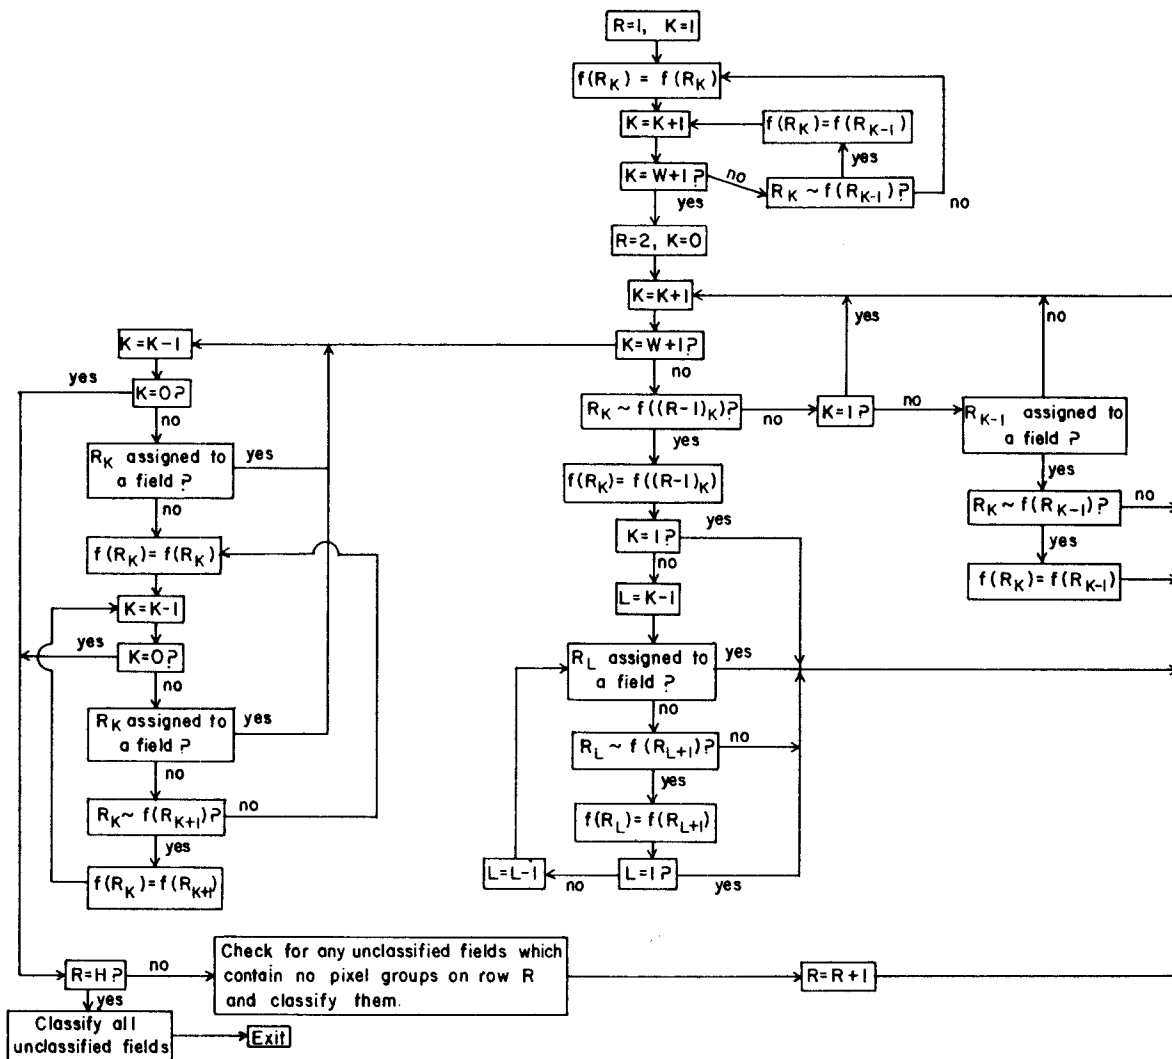 R=1, K=1
f(R_K) = f(R_K)
K=K+1
f(R_K)=f(R_{K-1})
yes
K=W+1?
no
R_K ~ f(R_{K-1})?
no
yes
R=2, K=0
K=K+1
yes
no
K=K-1
K=W+1?
yes
K=0?
no
no
R_K ~ f((R-1)_K)?
no
K=1?
no
R_{K-1} assigned to
a field?
R_K assigned to
a field?
yes
yes
yes
no
f(R_K)=f((R-1)_K)
R_K ~ f(R_{K-1})?
no
f(R_K)=f(R_K)
K=1?
yes
yes
no
f(R_K)=f(R_{K-1})
K=K-1
L=K-1
yes
K=0?
no
R_L assigned to
a field?
yes
R_K assigned to
a field?
yes
no
no
R_L ~ f(R_{L+1})?
no
R_K ~ f(R_{K+1})?
no
yes
yes
f(R_L)=f(R_{L+1})
f(R_K)=f(R_{K+1})
L=L-1
no
L=1?
yes
R=H?
no
Check for any unclassified fields which
contain no pixel groups on row R
and classify them.
R=R+1
yes
Classify all
unclassified fields
Exit